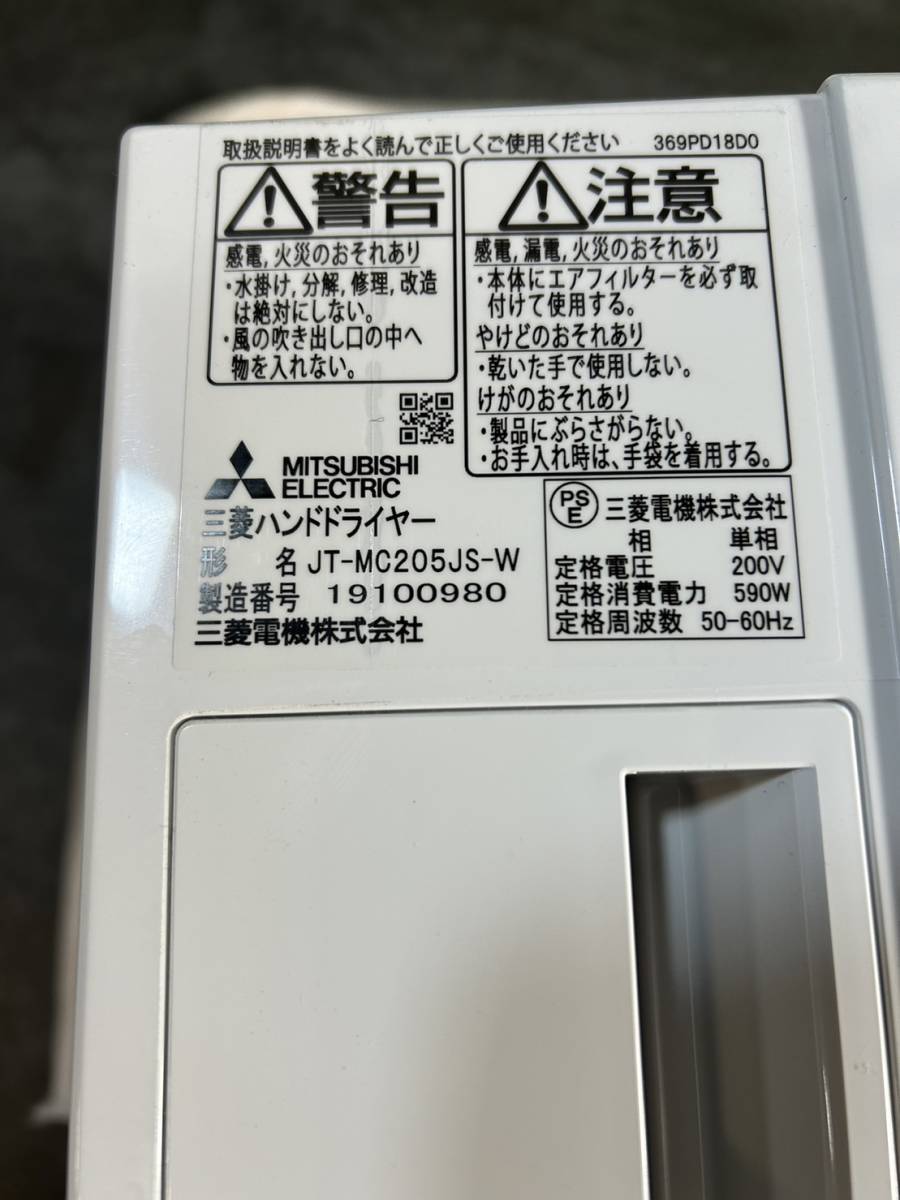 取扱説明書をよく読んで正しくご使用ください 369PD18D0
警告
感電,火災のおそれあり
・水掛け,分解,修理,改造
は絶対にしない。
・風の吹き出し口の中へ
物を入れない。
注意
感電,漏電,火災のおそれあり
・本体にエアフィルターを必ず取
付けて使用する。
やけどのおそれあり
・乾いた手で使用しない。
けがのおそれあり
・製品にぶらさがらない。
・お手入れ時は、手袋を着用する。
MITSUBISHI
ELECTRIC
三菱ハンドドライヤー
形 名 JT-MC205JS-W
製造番号 19100980
三菱電機株式会社
PS
E 三菱電機株式会社
相 単相
定格電圧 200V
定格消費電力 590W
定格周波数 50-60Hz